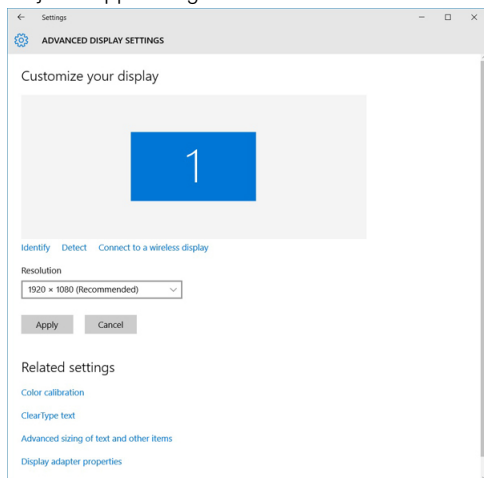 Settings
ADVANCED DISPLAY SETTINGS
Customize your display
1
Identify Detect Connect to a wireless display
Resolution
1920 × 1080 (Recommended)
Apply Cancel
Related settings
Color calibration
ClearType text
Advanced sizing of text and other items
Display adapter properties